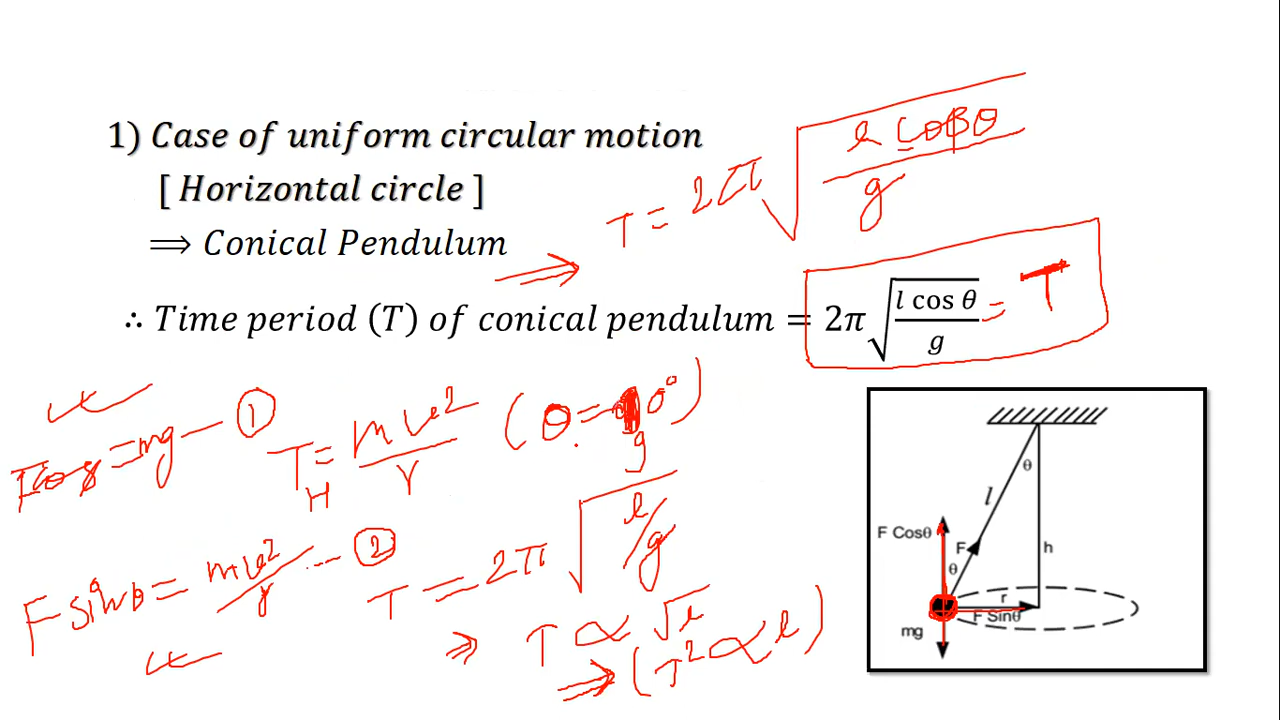 1) Case of uniform circular motion
[ Horizontal circle ]
⟹ Conical Pendulum
T = 2π √(l cosθ / g)
∴ Time period (T) of conical pendulum = 2π √(l cos θ / g) = T
F cosθ = mg — ①
T_H = mv²/r (θ = 0°)
F sinθ = mv²/r -- ②
T = 2π √(l/g)
⇒ T ∝ √l
⇒ (T² ∝ l)
θ
l
F Cosθ
F
θ
h
r
F Sinθ
mg